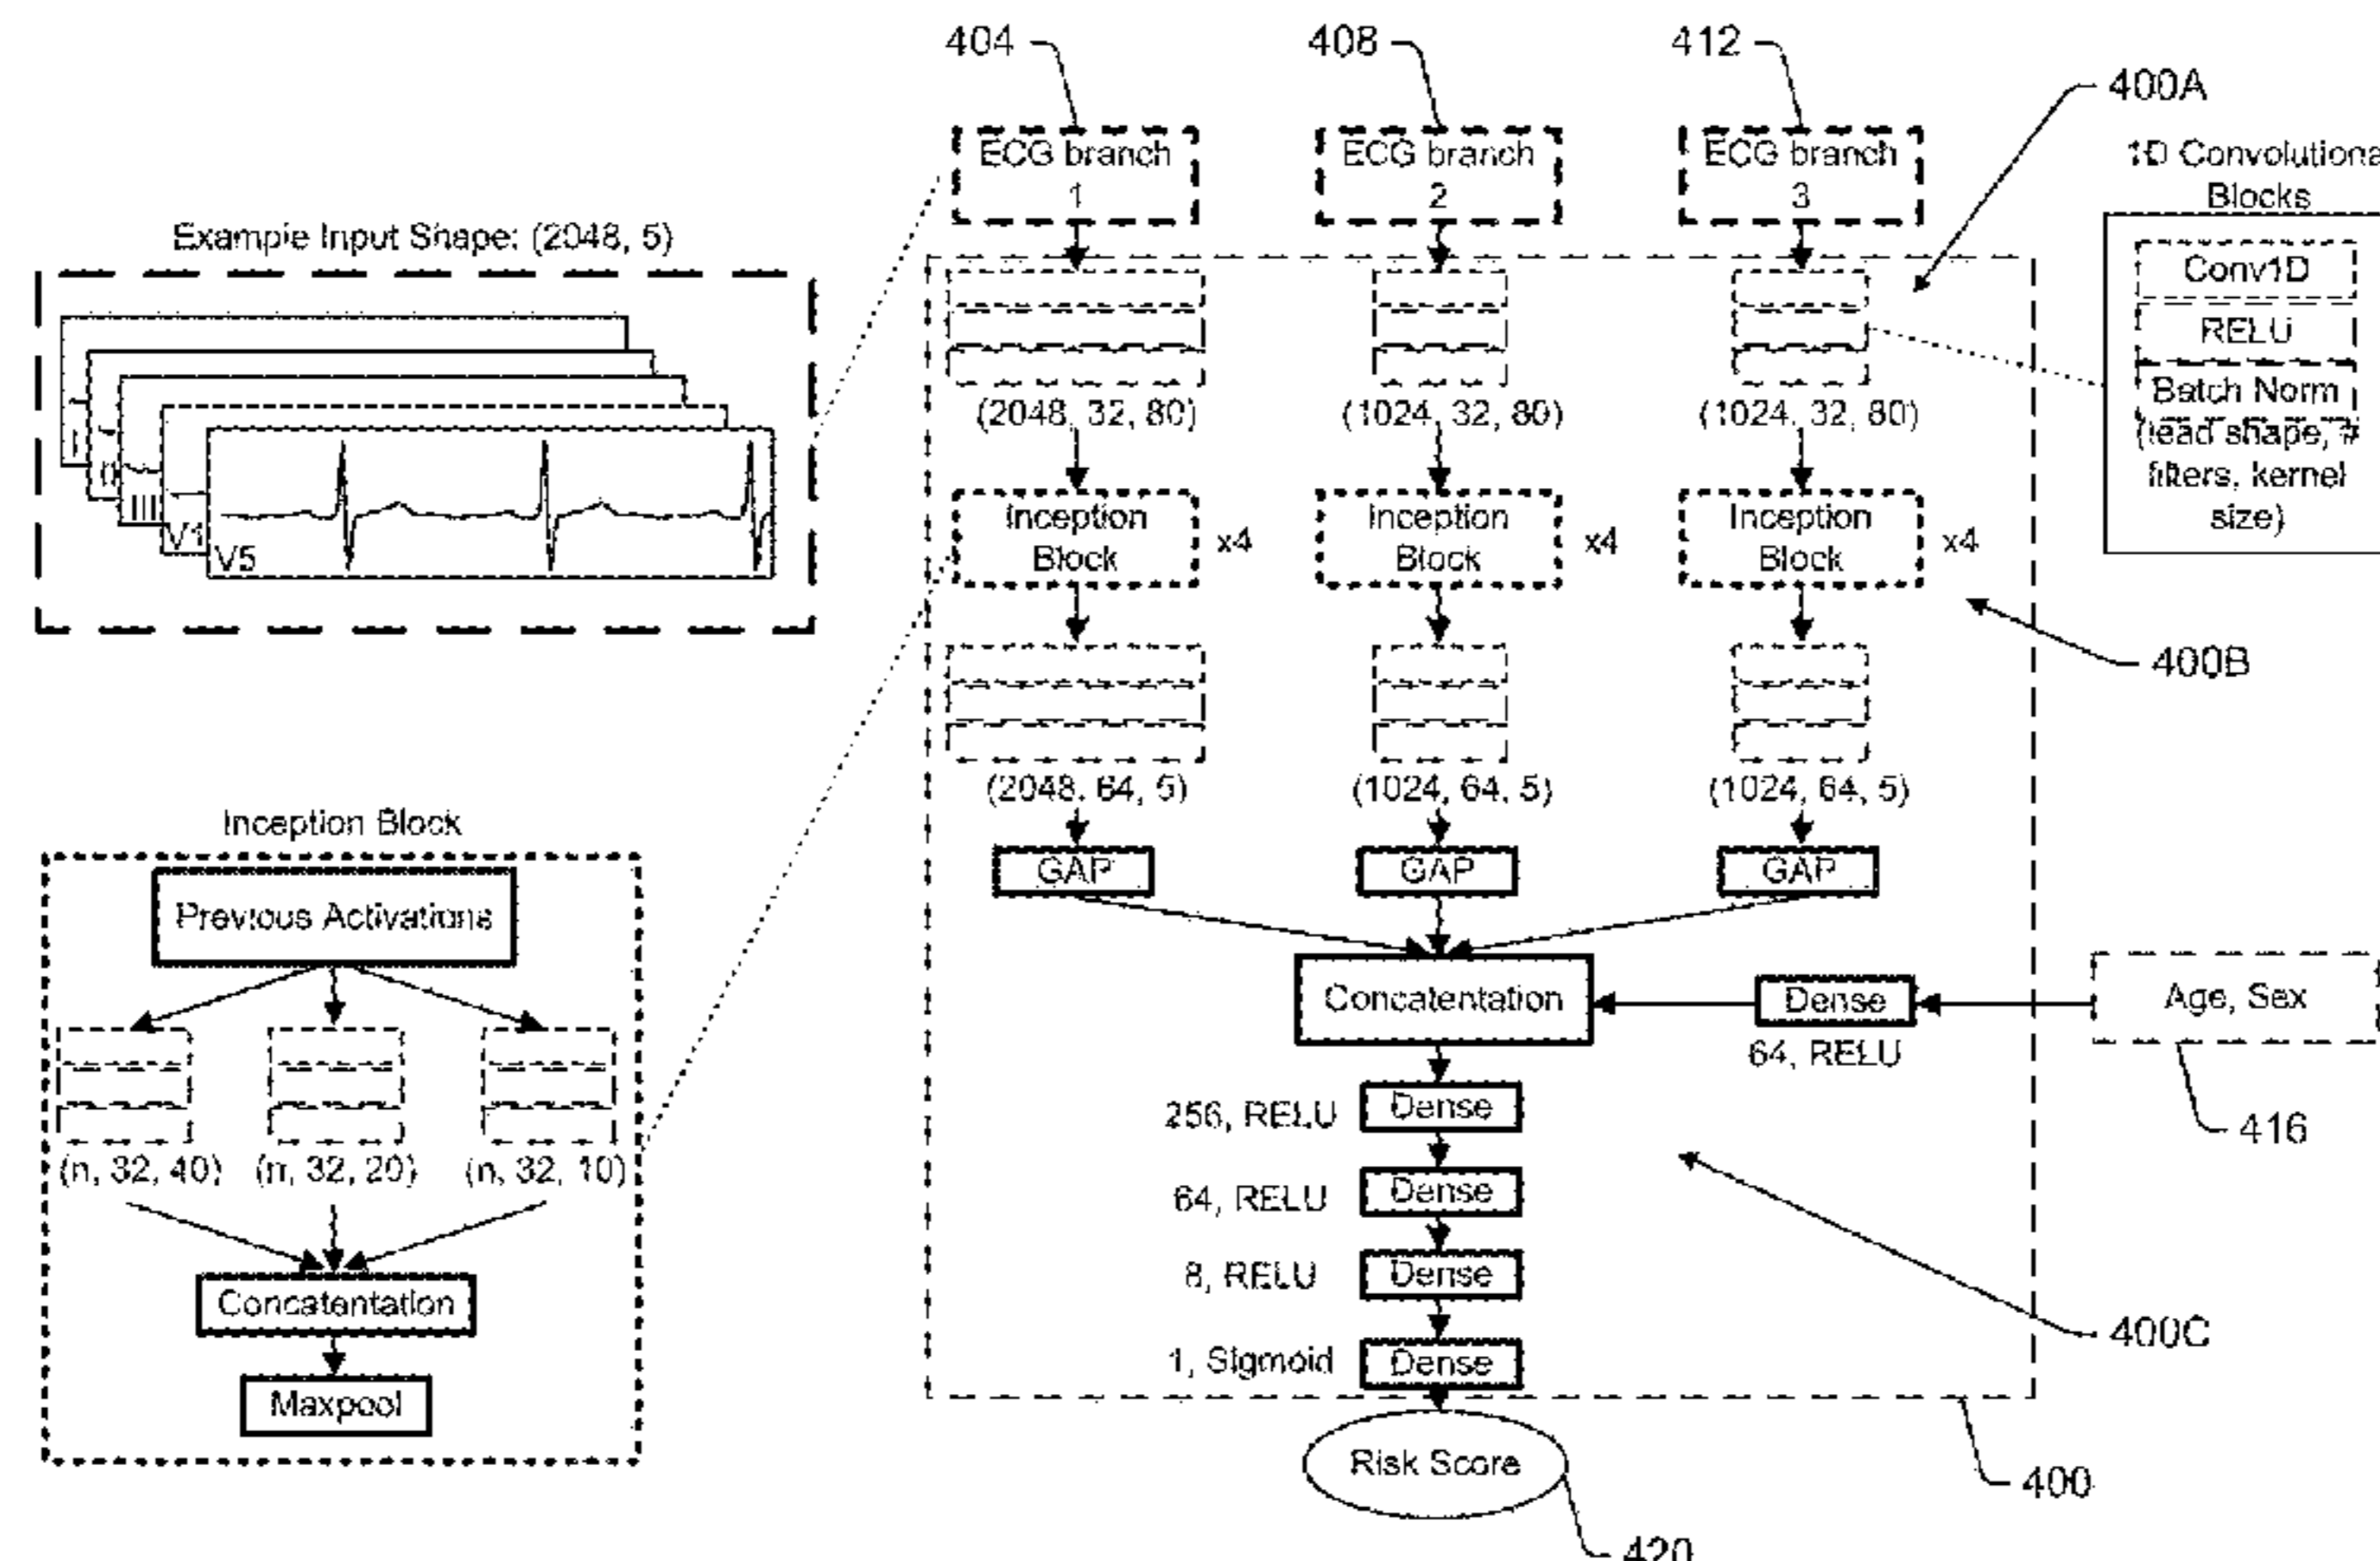 404
408
412
400A
ECG branch
1
ECG branch
2
ECG branch
3
1D Convolutiona
Blocks
Conv1D
RELU
Batch Norm
(lead shape, #
filters, kernel
size)
Example Input Shape: (2048, 5)
I
II
III
V1
V5
(2048, 32, 80)
(1024, 32, 80)
(1024, 32, 80)
Inception
Block
x4
Inception
Block
x4
Inception
Block
x4
400B
(2048, 64, 5)
(1024, 64, 5)
(1024, 64, 5)
GAP
GAP
GAP
Concatentation
Dense
64, RELU
Age, Sex
416
256, RELU
Dense
64, RELU
Dense
8, RELU
Dense
1, Sigmoid
Dense
400C
Risk Score
400
420
Inception Block
Previous Activations
(n, 32, 40)
(n, 32, 20)
(n, 32, 10)
Concatentation
Maxpool